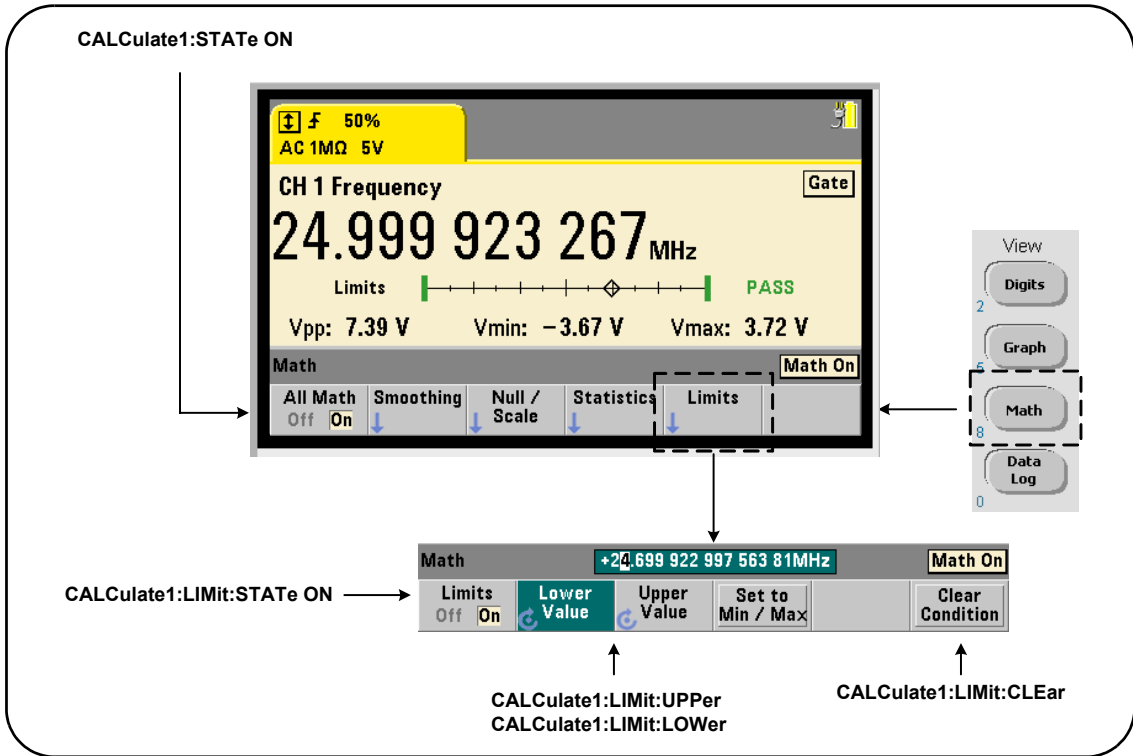 CALCulate1:STATe ON
50%
AC 1MΩ 5V
CH 1 Frequency
Gate
24.999 923 267 MHz
Limits
PASS
Vpp: 7.39 V Vmin: −3.67 V Vmax: 3.72 V
Math
Math On
All Math Off On
Smoothing
Null / Scale
Statistics
Limits
View
Digits
2
Graph
5
Math
8
Data Log
0
Math
+24.699 922 997 563 81MHz
Math On
CALCulate1:LIMit:STATe ON
Limits Off On
Lower Value
Upper Value
Set to Min / Max
Clear Condition
CALCulate1:LIMit:UPPer
CALCulate1:LIMit:LOWer
CALCulate1:LIMit:CLEar